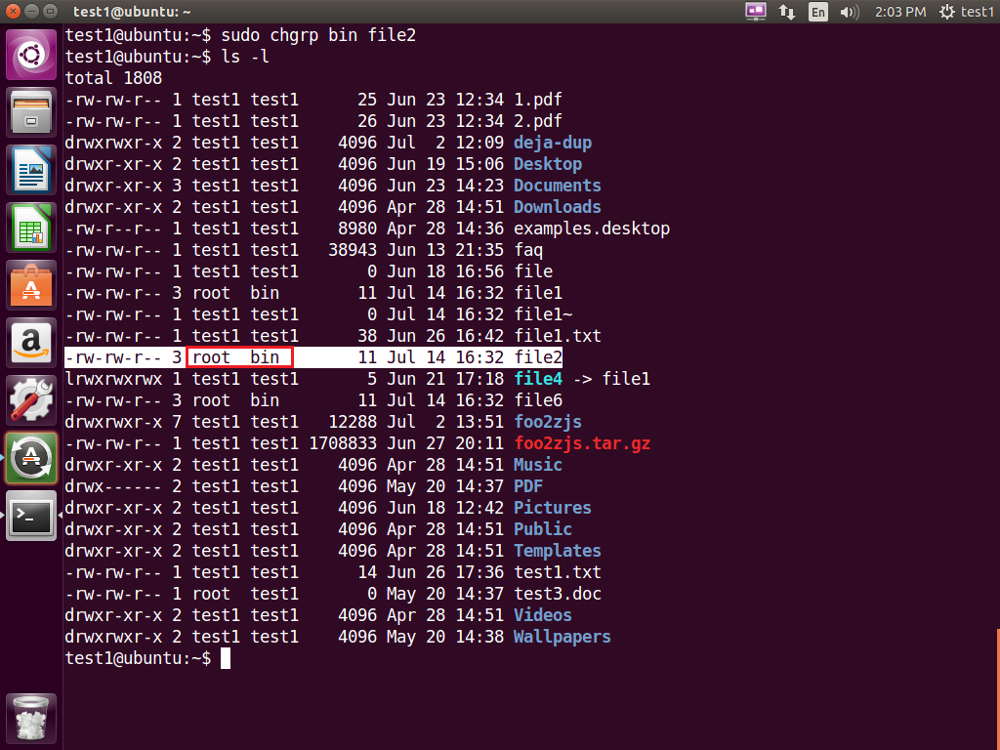 test1@ubuntu: ~ En 2:03 PM test1
test1@ubuntu:~$ sudo chgrp bin file2
test1@ubuntu:~$ ls -l
total 1808
-rw-rw-r-- 1 test1 test1      25 Jun 23 12:34 1.pdf
-rw-rw-r-- 1 test1 test1      26 Jun 23 12:34 2.pdf
drwxrwxr-x 2 test1 test1    4096 Jul  2 12:09 deja-dup
drwxr-xr-x 2 test1 test1    4096 Jun 19 15:06 Desktop
drwxr-xr-x 3 test1 test1    4096 Jun 23 14:23 Documents
drwxr-xr-x 2 test1 test1    4096 Apr 28 14:51 Downloads
-rw-r--r-- 1 test1 test1    8980 Apr 28 14:36 examples.desktop
-rw-rw-r-- 1 test1 test1   38943 Jun 13 21:35 faq
-rw-rw-r-- 1 test1 test1       0 Jun 18 16:56 file
-rw-rw-r-- 3 root  bin        11 Jul 14 16:32 file1
-rw-rw-r-- 1 test1 test1       0 Jul 14 16:32 file1~
-rw-rw-r-- 1 test1 test1      38 Jun 26 16:42 file1.txt
-rw-rw-r-- 3 root  bin        11 Jul 14 16:32 file2
lrwxrwxrwx 1 test1 test1       5 Jun 21 17:18 file4 -> file1
-rw-rw-r-- 3 root  bin        11 Jul 14 16:32 file6
drwxrwxr-x 7 test1 test1   12288 Jul  2 13:51 foo2zjs
-rw-rw-r-- 1 test1 test1 1708833 Jun 27 20:11 foo2zjs.tar.gz
drwxr-xr-x 2 test1 test1    4096 Apr 28 14:51 Music
drwx------ 2 test1 test1    4096 May 20 14:37 PDF
drwxr-xr-x 2 test1 test1    4096 Jun 18 12:42 Pictures
drwxr-xr-x 2 test1 test1    4096 Apr 28 14:51 Public
drwxr-xr-x 2 test1 test1    4096 Apr 28 14:51 Templates
-rw-rw-r-- 1 test1 test1      14 Jun 26 17:36 test1.txt
-rw-rw-r-- 1 root  test1       0 May 20 14:37 test3.doc
drwxr-xr-x 2 test1 test1    4096 Apr 28 14:51 Videos
drwxrwxr-x 2 test1 test1    4096 May 20 14:38 Wallpapers
test1@ubuntu:~$